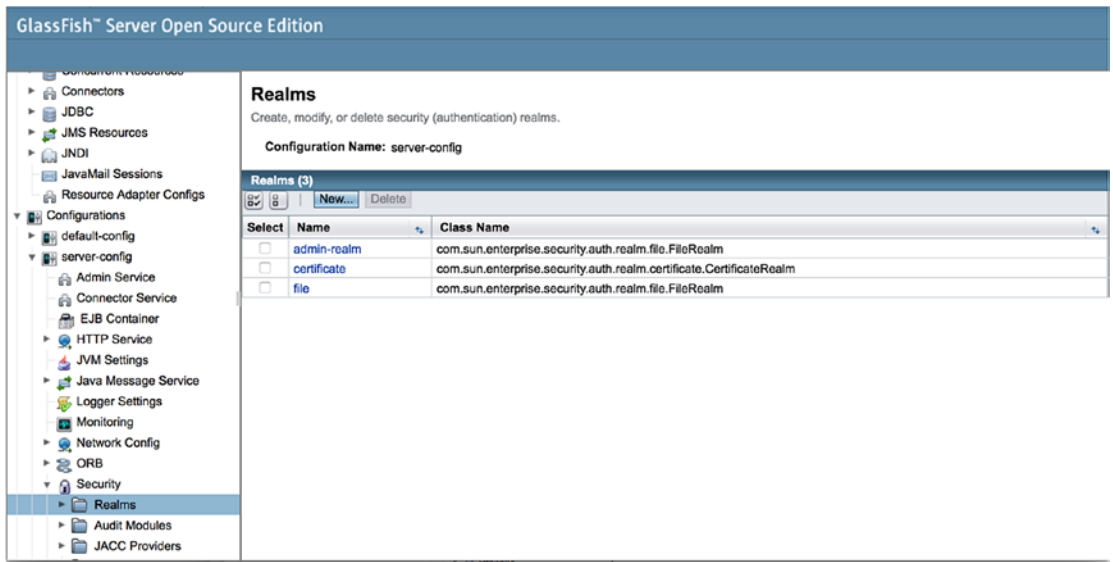 GlassFish™ Server Open Source Edition
Concurrent Resources
Connectors
JDBC
JMS Resources
JNDI
JavaMail Sessions
Resource Adapter Configs
Configurations
default-config
server-config
Admin Service
Connector Service
EJB Container
HTTP Service
JVM Settings
Java Message Service
Logger Settings
Monitoring
Network Config
ORB
Security
Realms
Audit Modules
JACC Providers
Realms
Create, modify, or delete security (authentication) realms.
Configuration Name: server-config
Realms (3)
New... Delete
Select Name Class Name
admin-realm com.sun.enterprise.security.auth.realm.file.FileRealm
certificate com.sun.enterprise.security.auth.realm.certificate.CertificateRealm
file com.sun.enterprise.security.auth.realm.file.FileRealm